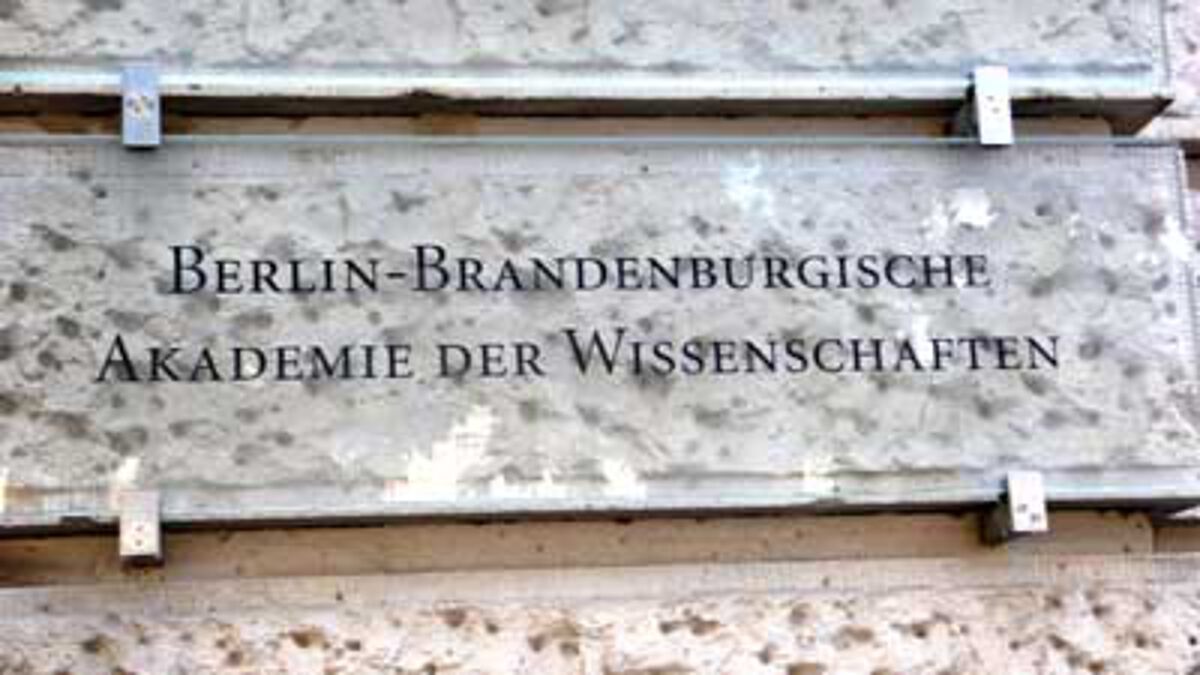 Berlin-Brandenburgische
Akademie der Wissenschaften